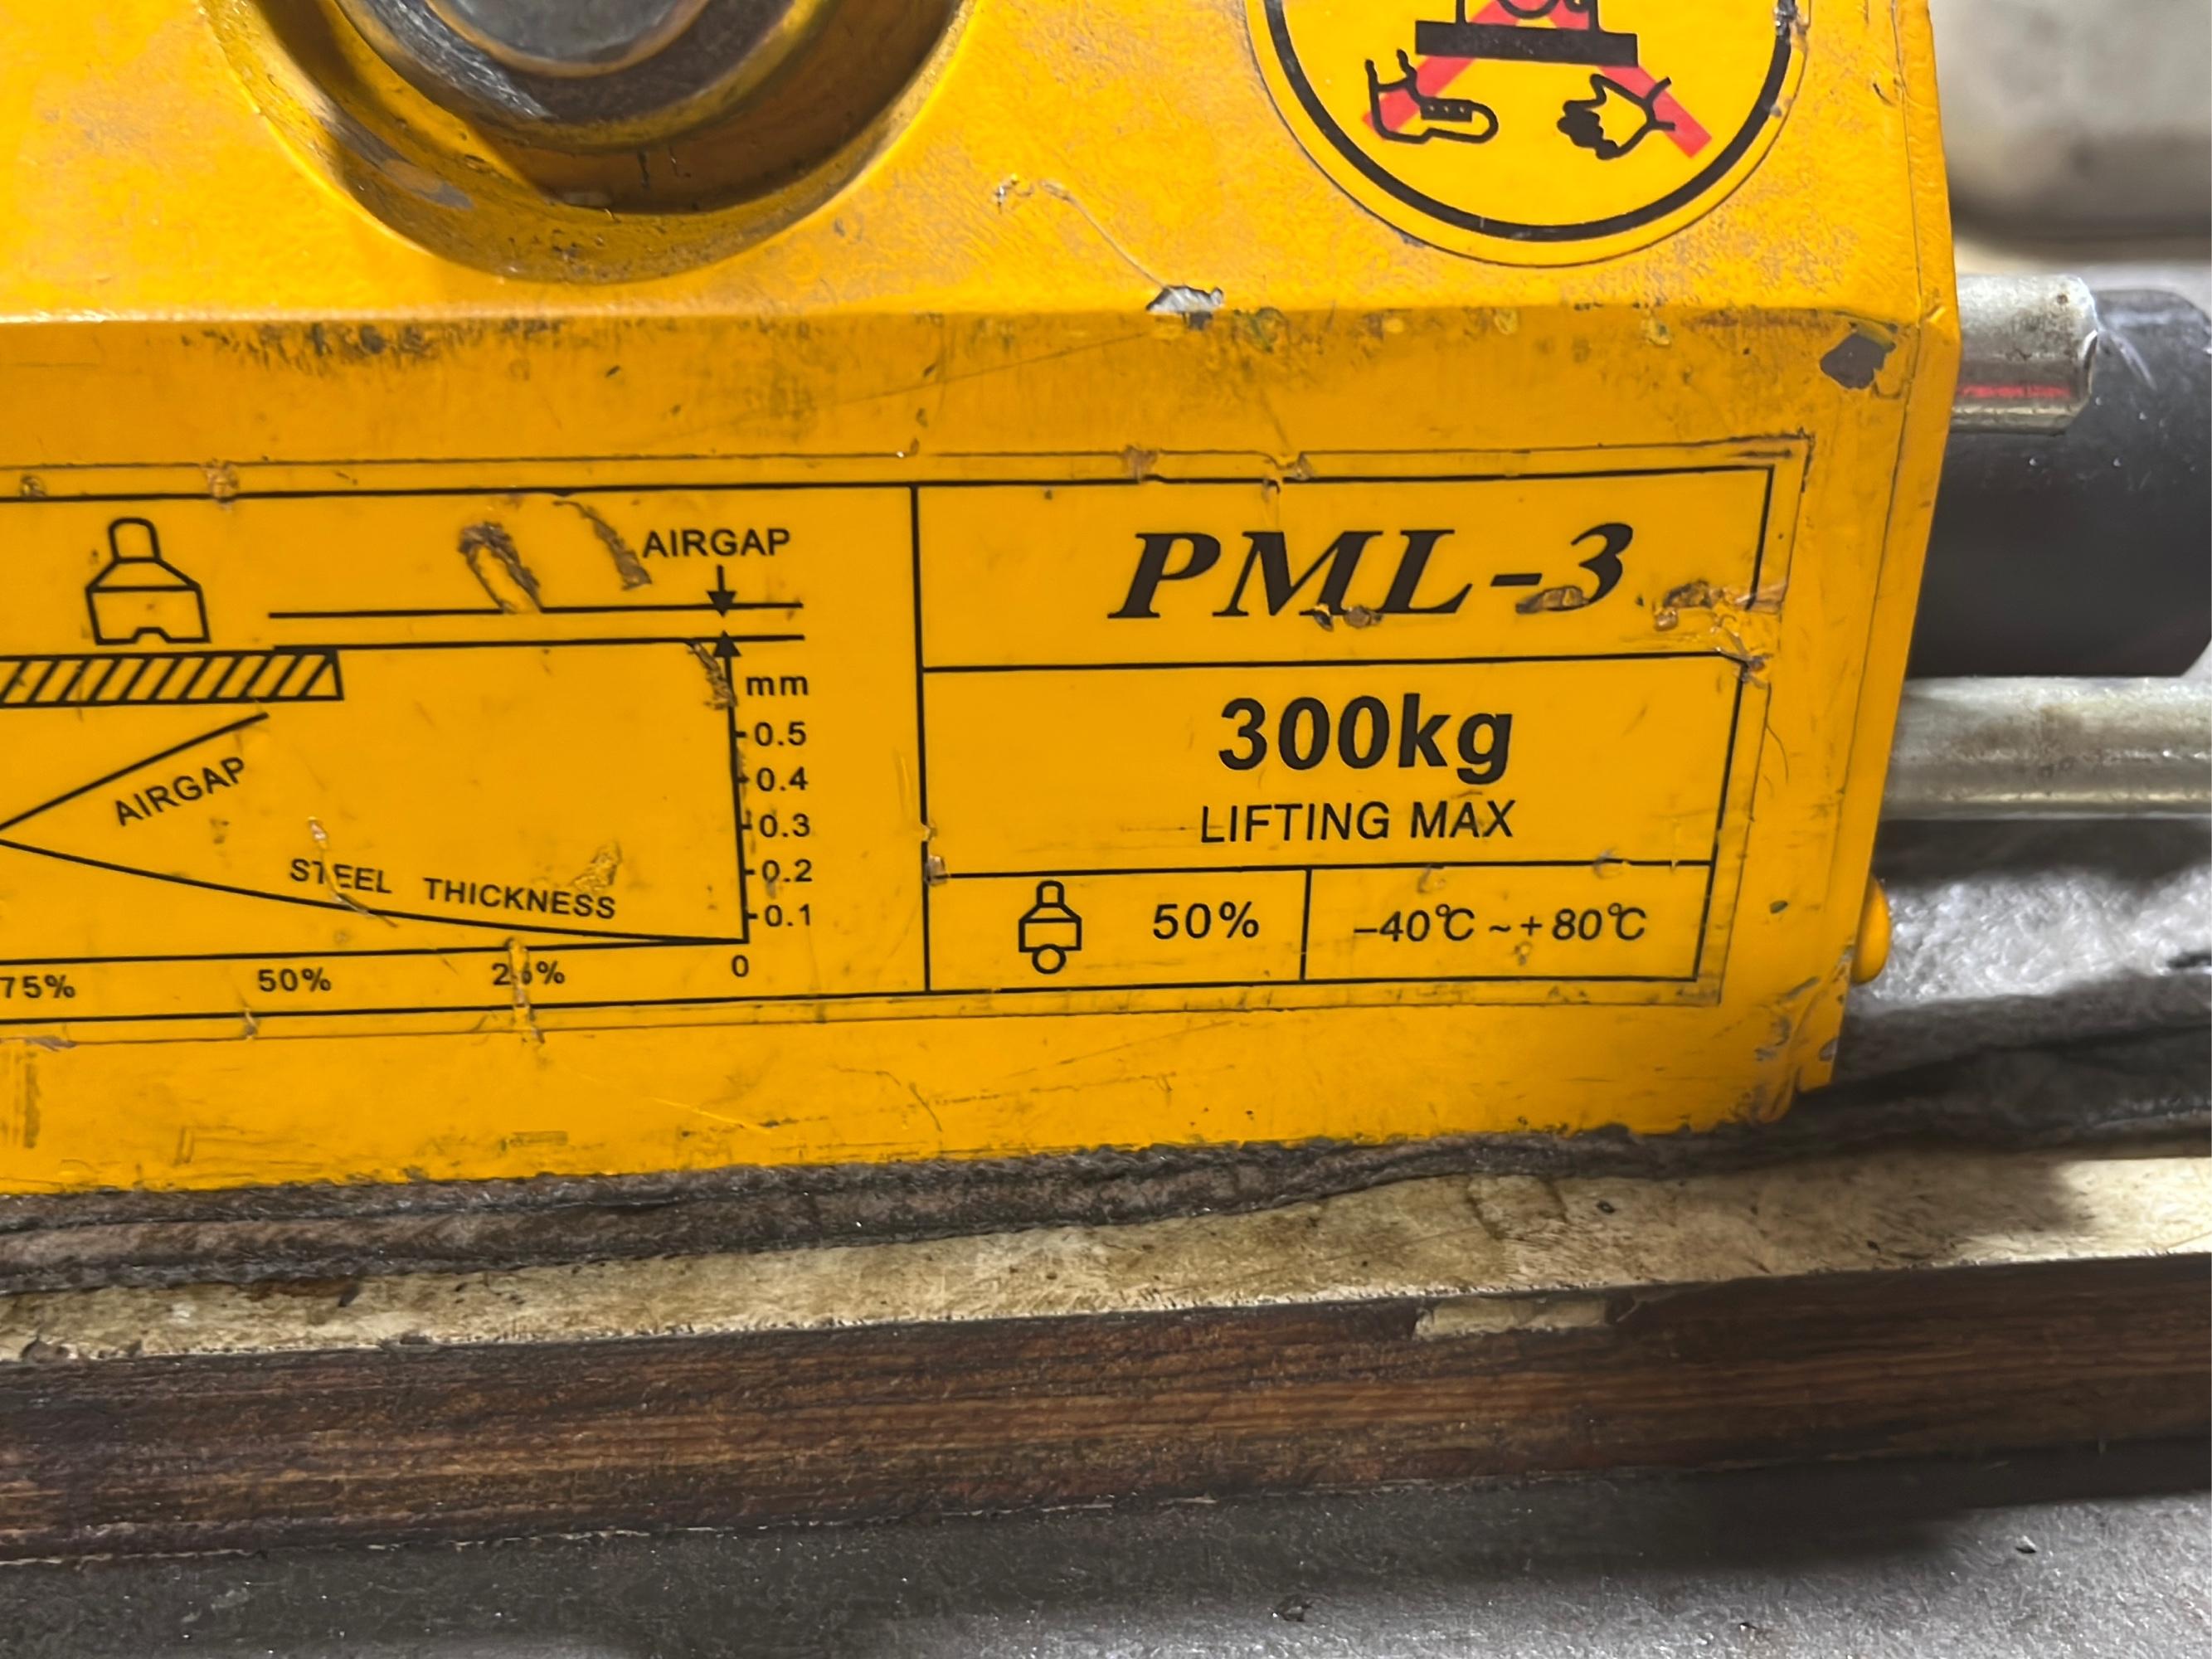 AIRGAP
PML-3
mm
300kg
0.5
0.4
AIRGAP
0.3
LIFTING MAX
STEEL THICKNESS
0.2
0.1
50%
-40℃~+80℃
75%
50%
25%
0